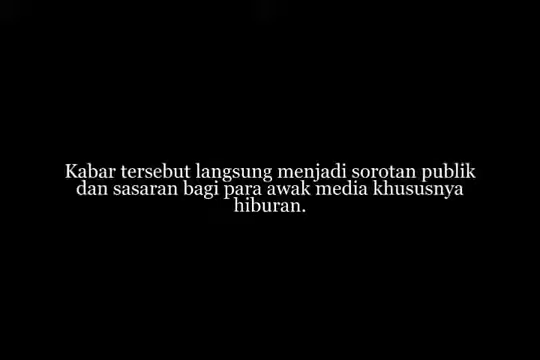 Kabar tersebut langsung menjadi sorotan publik
dan sasaran bagi para awak media khususnya
hiburan.